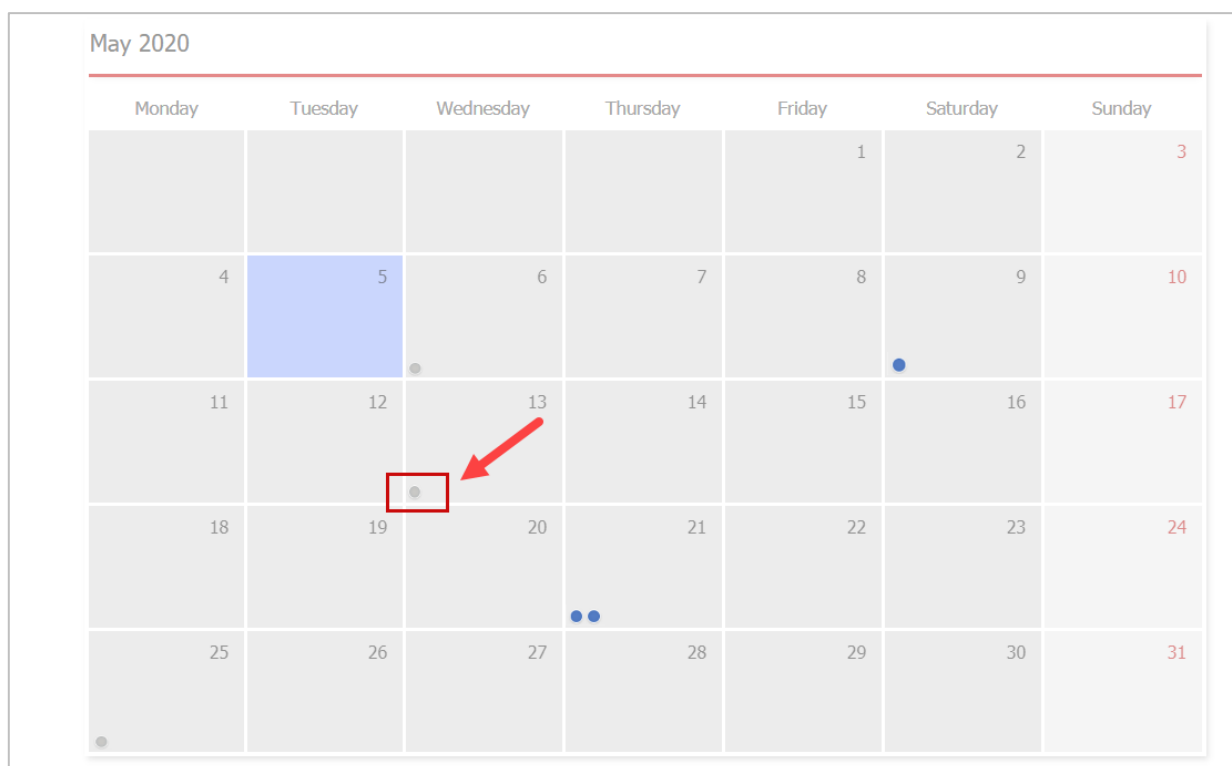 May 2020
Monday Tuesday Wednesday Thursday Friday Saturday Sunday
1 2 3
4 5 6 7 8 9 10
11 12 13 14 15 16 17
18 19 20 21 22 23 24
25 26 27 28 29 30 31